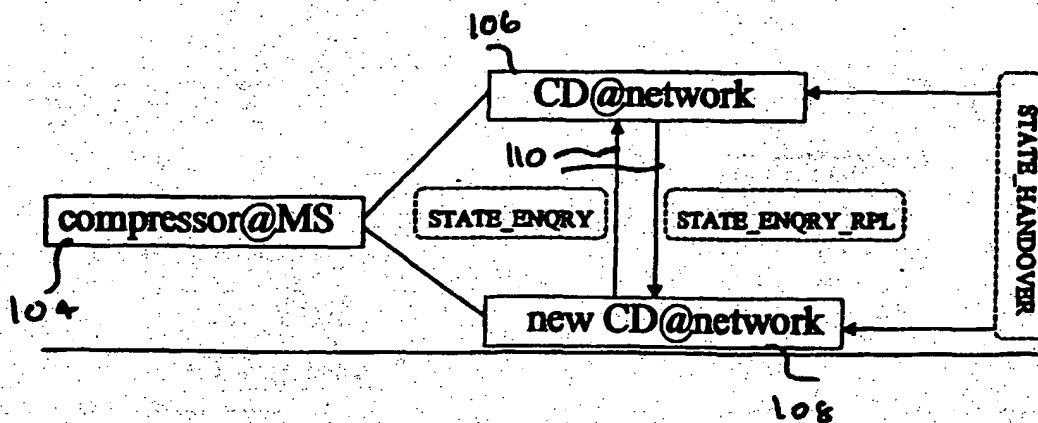 106
CD@network
110
compressor@MS
STATE_ENQRY
STATE_ENQRY_RPL
STATE_HANDOVER
104
new CD@network
108